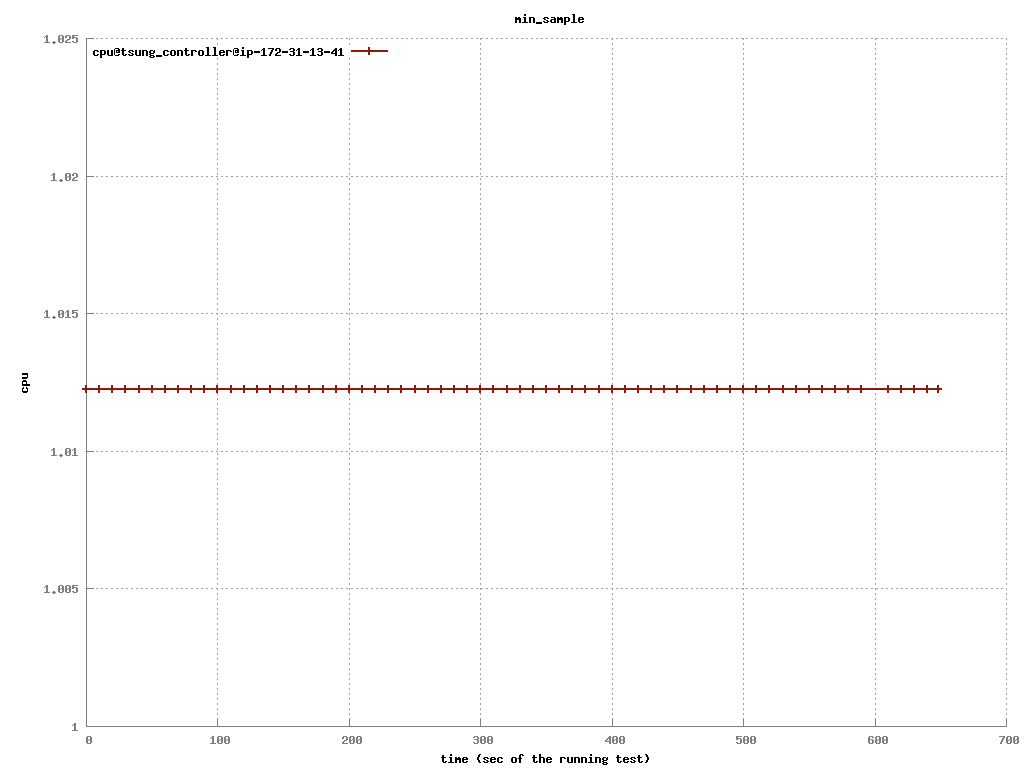 min_sample
1.025
cpu@tsung_controller@ip-172-31-13-41
1.02
1.015
cpu
1.01
1.005
1
0 100 200 300 400 500 600 700
time (sec of the running test)